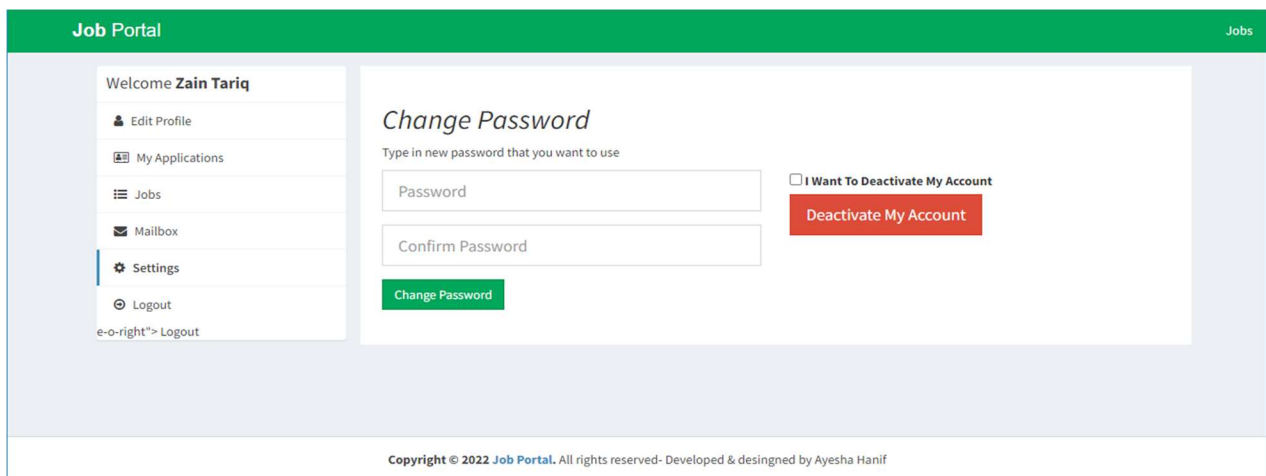 Job Portal
Jobs
Welcome Zain Tariq
Edit Profile
My Applications
Jobs
Mailbox
Settings
Logout
e-o-right"> Logout
Change Password
Type in new password that you want to use
Password
Confirm Password
Change Password
I Want To Deactivate My Account
Deactivate My Account
Copyright © 2022 Job Portal. All rights reserved- Developed & desingned by Ayesha Hanif